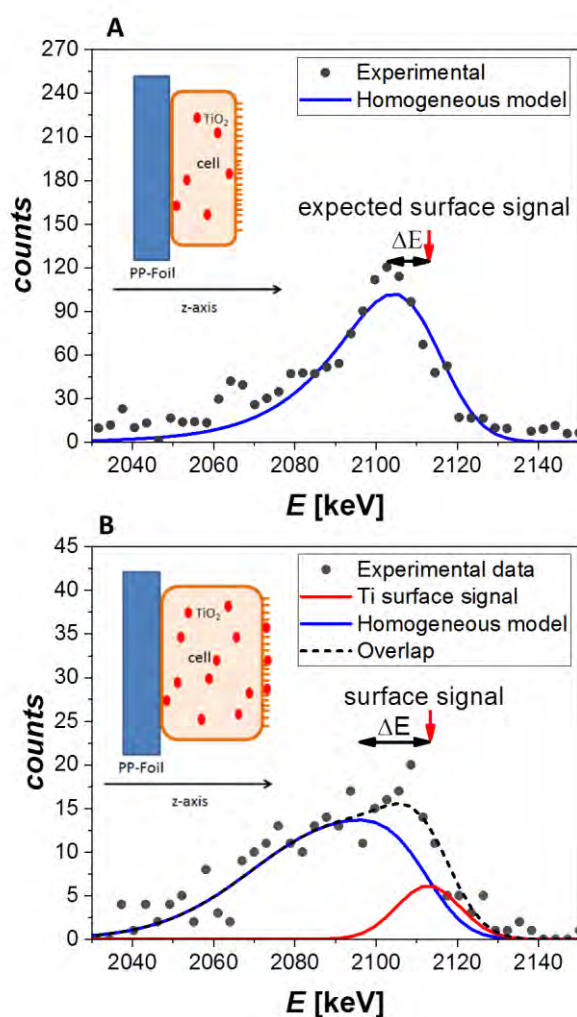 A
270
240
210
180
150
120
90
60
30
0
counts
Experimental
Homogeneous model
TiO2
cell
PP-Foil
z-axis
expected surface signal
ΔE
2040 2060 2080 2100 2120 2140
E [keV]
B
45
40
35
30
25
20
15
10
5
0
counts
Experimental data
Ti surface signal
Homogeneous model
Overlap
TiO2
cell
PP-Foil
z-axis
surface signal
ΔE
2040 2060 2080 2100 2120 2140
E [keV]